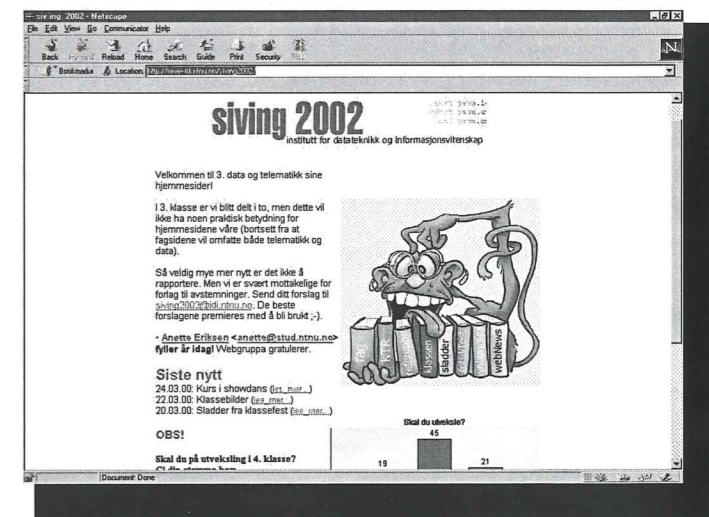 siving 2002 - Netscape
File Edit View Go Communicator Help
Back Forward Reload Home Search Guide Print Security Stop
Bookmarks Location:
siving 2002
institutt for datateknikk og informasjonsvitenskap
Velkommen til 3. data og telematikk sine
hjemmesider!
I 3. klasse er vi blitt delt i to, men dette vil
ikke ha noen praktisk betydning for
hjemmesidene våre (bortsett fra at
fagsidene vil omfatte både telematikk og
data).
Så veldig mye mer nytt er det ikke å
rapportere. Men vi er svært mottakelige for
forlag til avstemninger. Send ditt forslag til
siving2002@idi.ntnu.no. De beste
forslagene premieres med å bli brukt ;-).
• Anette Eriksen <anette@stud.ntnu.no>
fyller år idag! Webgruppa gratulerer.
fag
KTR
klassen
sladder
webNews
Siste nytt
24.03.00: Kurs i showdans (les mer...)
22.03.00: Klassebilder (les mer...)
20.03.00: Sladder fra klassefest (les mer...)
OBS!
Skal du på utveksling i 4. klasse?
Gi din stemme her
Skal du utveksle?
45
19
21
Document: Done